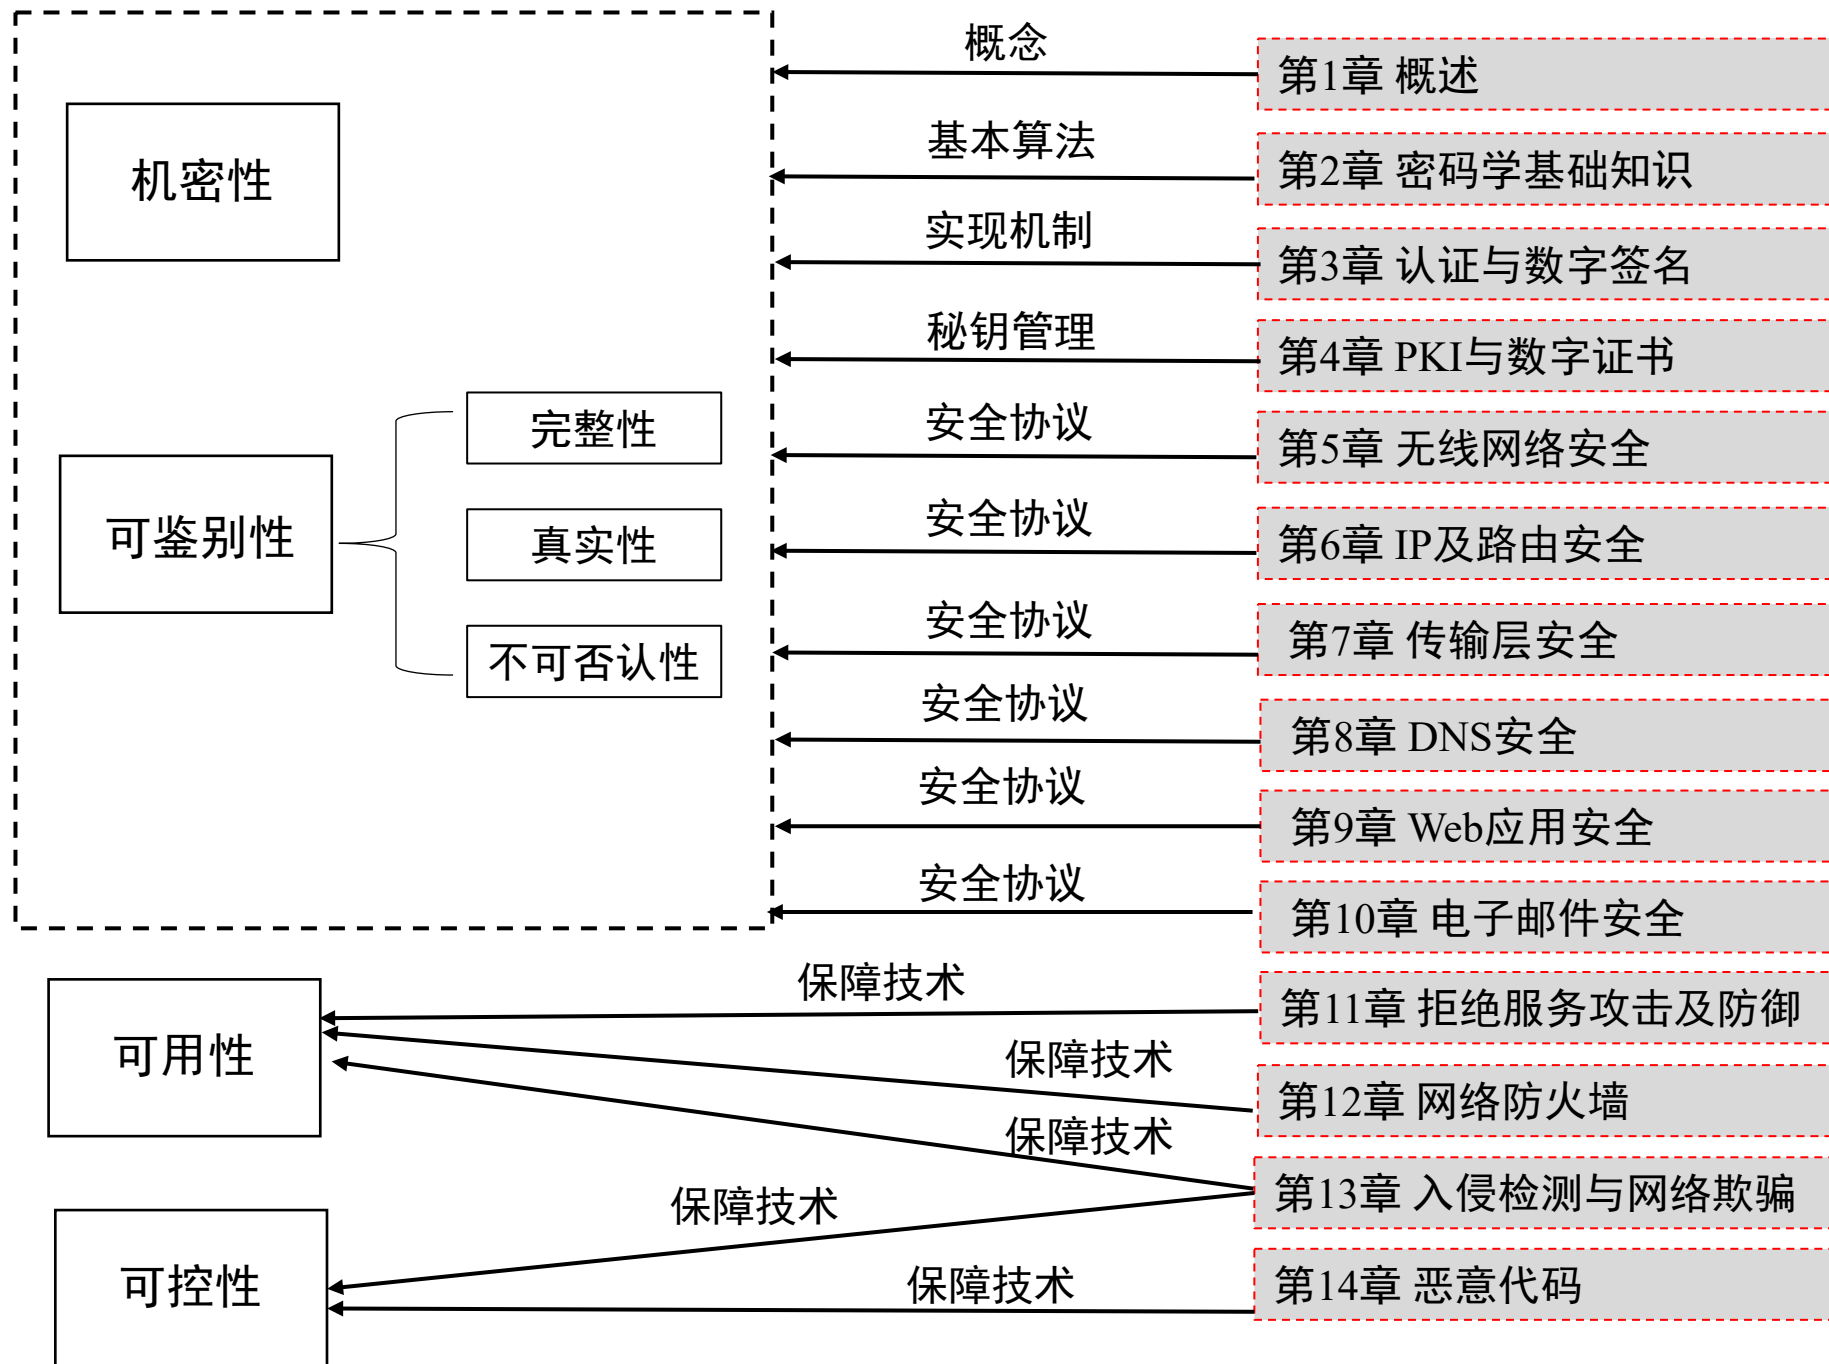 概念
第1章 概述
机密性
基本算法
第2章 密码学基础知识
实现机制
第3章 认证与数字签名
秘钥管理
第4章 PKI与数字证书
可鉴别性
完整性
真实性
不可否认性
安全协议
第5章 无线网络安全
安全协议
第6章 IP及路由安全
安全协议
第7章 传输层安全
安全协议
第8章 DNS安全
安全协议
第9章 Web应用安全
安全协议
第10章 电子邮件安全
可用性
保障技术
第11章 拒绝服务攻击及防御
保障技术
第12章 网络防火墙
保障技术
第13章 入侵检测与网络欺骗
保障技术
可控性
保障技术
第14章 恶意代码